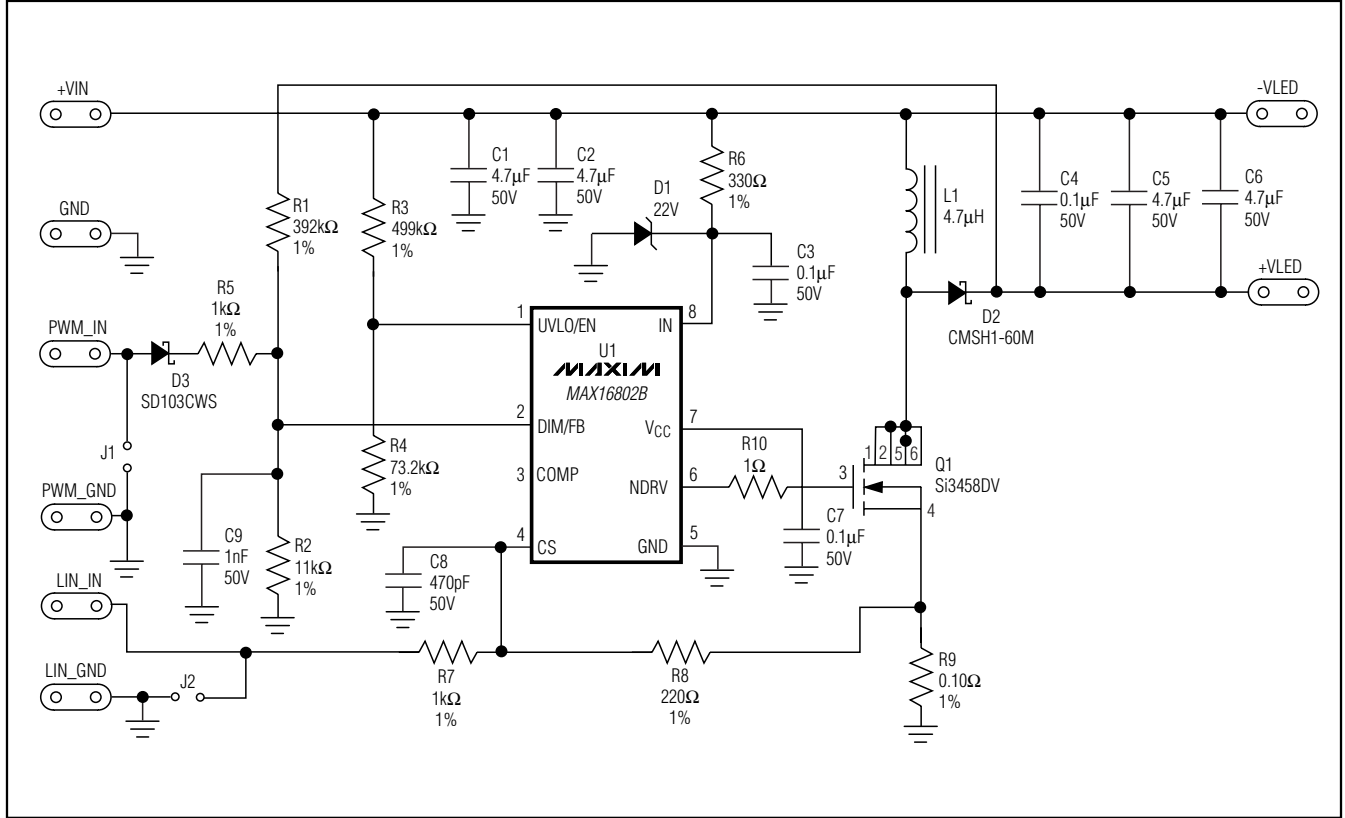 +VIN
-VLED
GND
R1
392kΩ
1%
R3
499kΩ
1%
C1
4.7µF
50V
C2
4.7µF
50V
D1
22V
R6
330Ω
1%
C3
0.1µF
50V
L1
4.7µH
C4
0.1µF
50V
C5
4.7µF
50V
C6
4.7µF
50V
+VLED
D2
CMSH1-60M
PWM_IN
D3
SD103CWS
R5
1kΩ
1%
J1
PWM_GND
1
UVLO/EN
IN
8
U1
MAXIM
MAX16802B
2
DIM/FB
VCC
7
3
COMP
NDRV
6
4
CS
GND
5
R4
73.2kΩ
1%
R10
1Ω
C7
0.1µF
50V
1
2
5
6
3
4
Q1
Si3458DV
C9
1nF
50V
R2
11kΩ
1%
C8
470pF
50V
LIN_IN
LIN_GND
J2
R7
1kΩ
1%
R8
220Ω
1%
R9
0.10Ω
1%